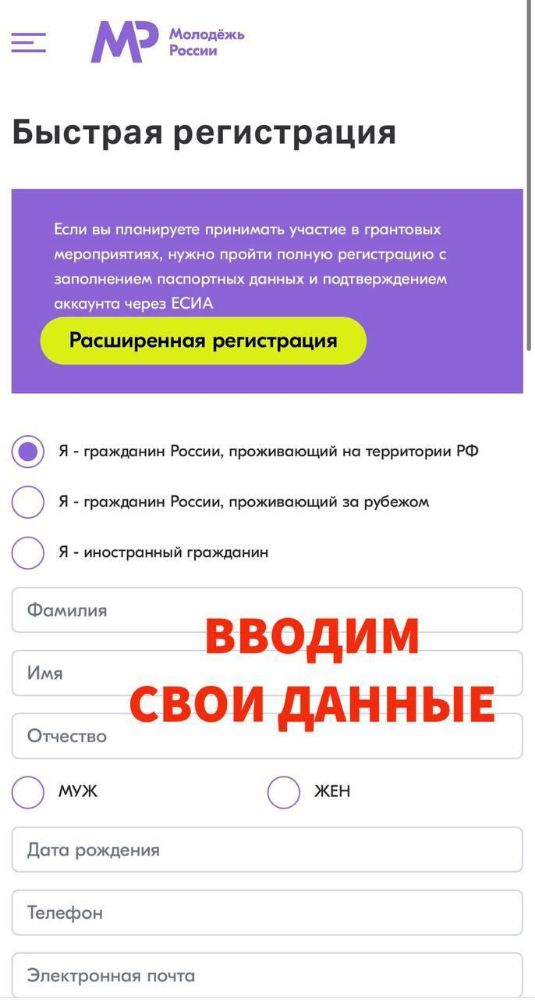 МР Молодёжь
России
Быстрая регистрация
Если вы планируете принимать участие в грантовых
мероприятиях, нужно пройти полную регистрацию с
заполнением паспортных данных и подтверждением
аккаунта через ЕСИА
Расширенная регистрация
Я - гражданин России, проживающий на территории РФ
Я - гражданин России, проживающий за рубежом
Я - иностранный гражданин
Фамилия
ВВОДИМ
Имя
СВОИ ДАННЫЕ
Отчество
МУЖ ЖЕН
Дата рождения
Телефон
Электронная почта